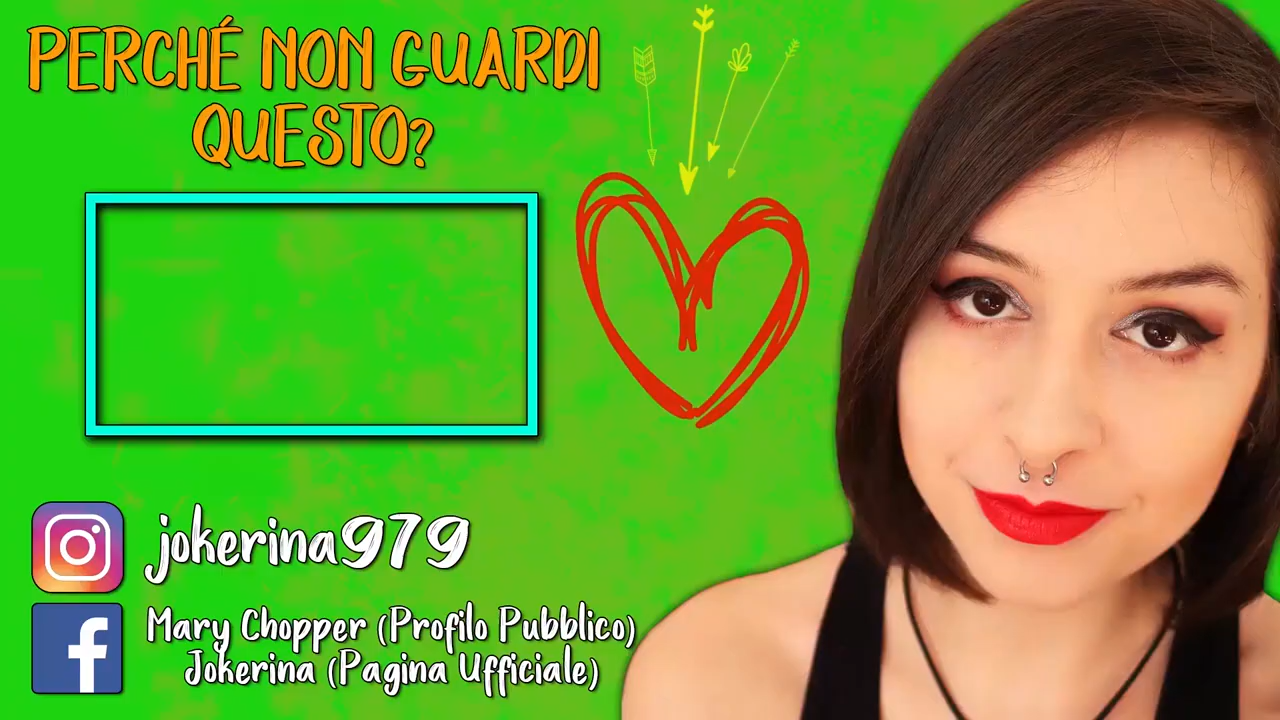 PERCHÉ NON GUARDI
QUESTO?
jokerina979
Mary Chopper (Profilo Pubblico)
Jokerina (Pagina Ufficiale)